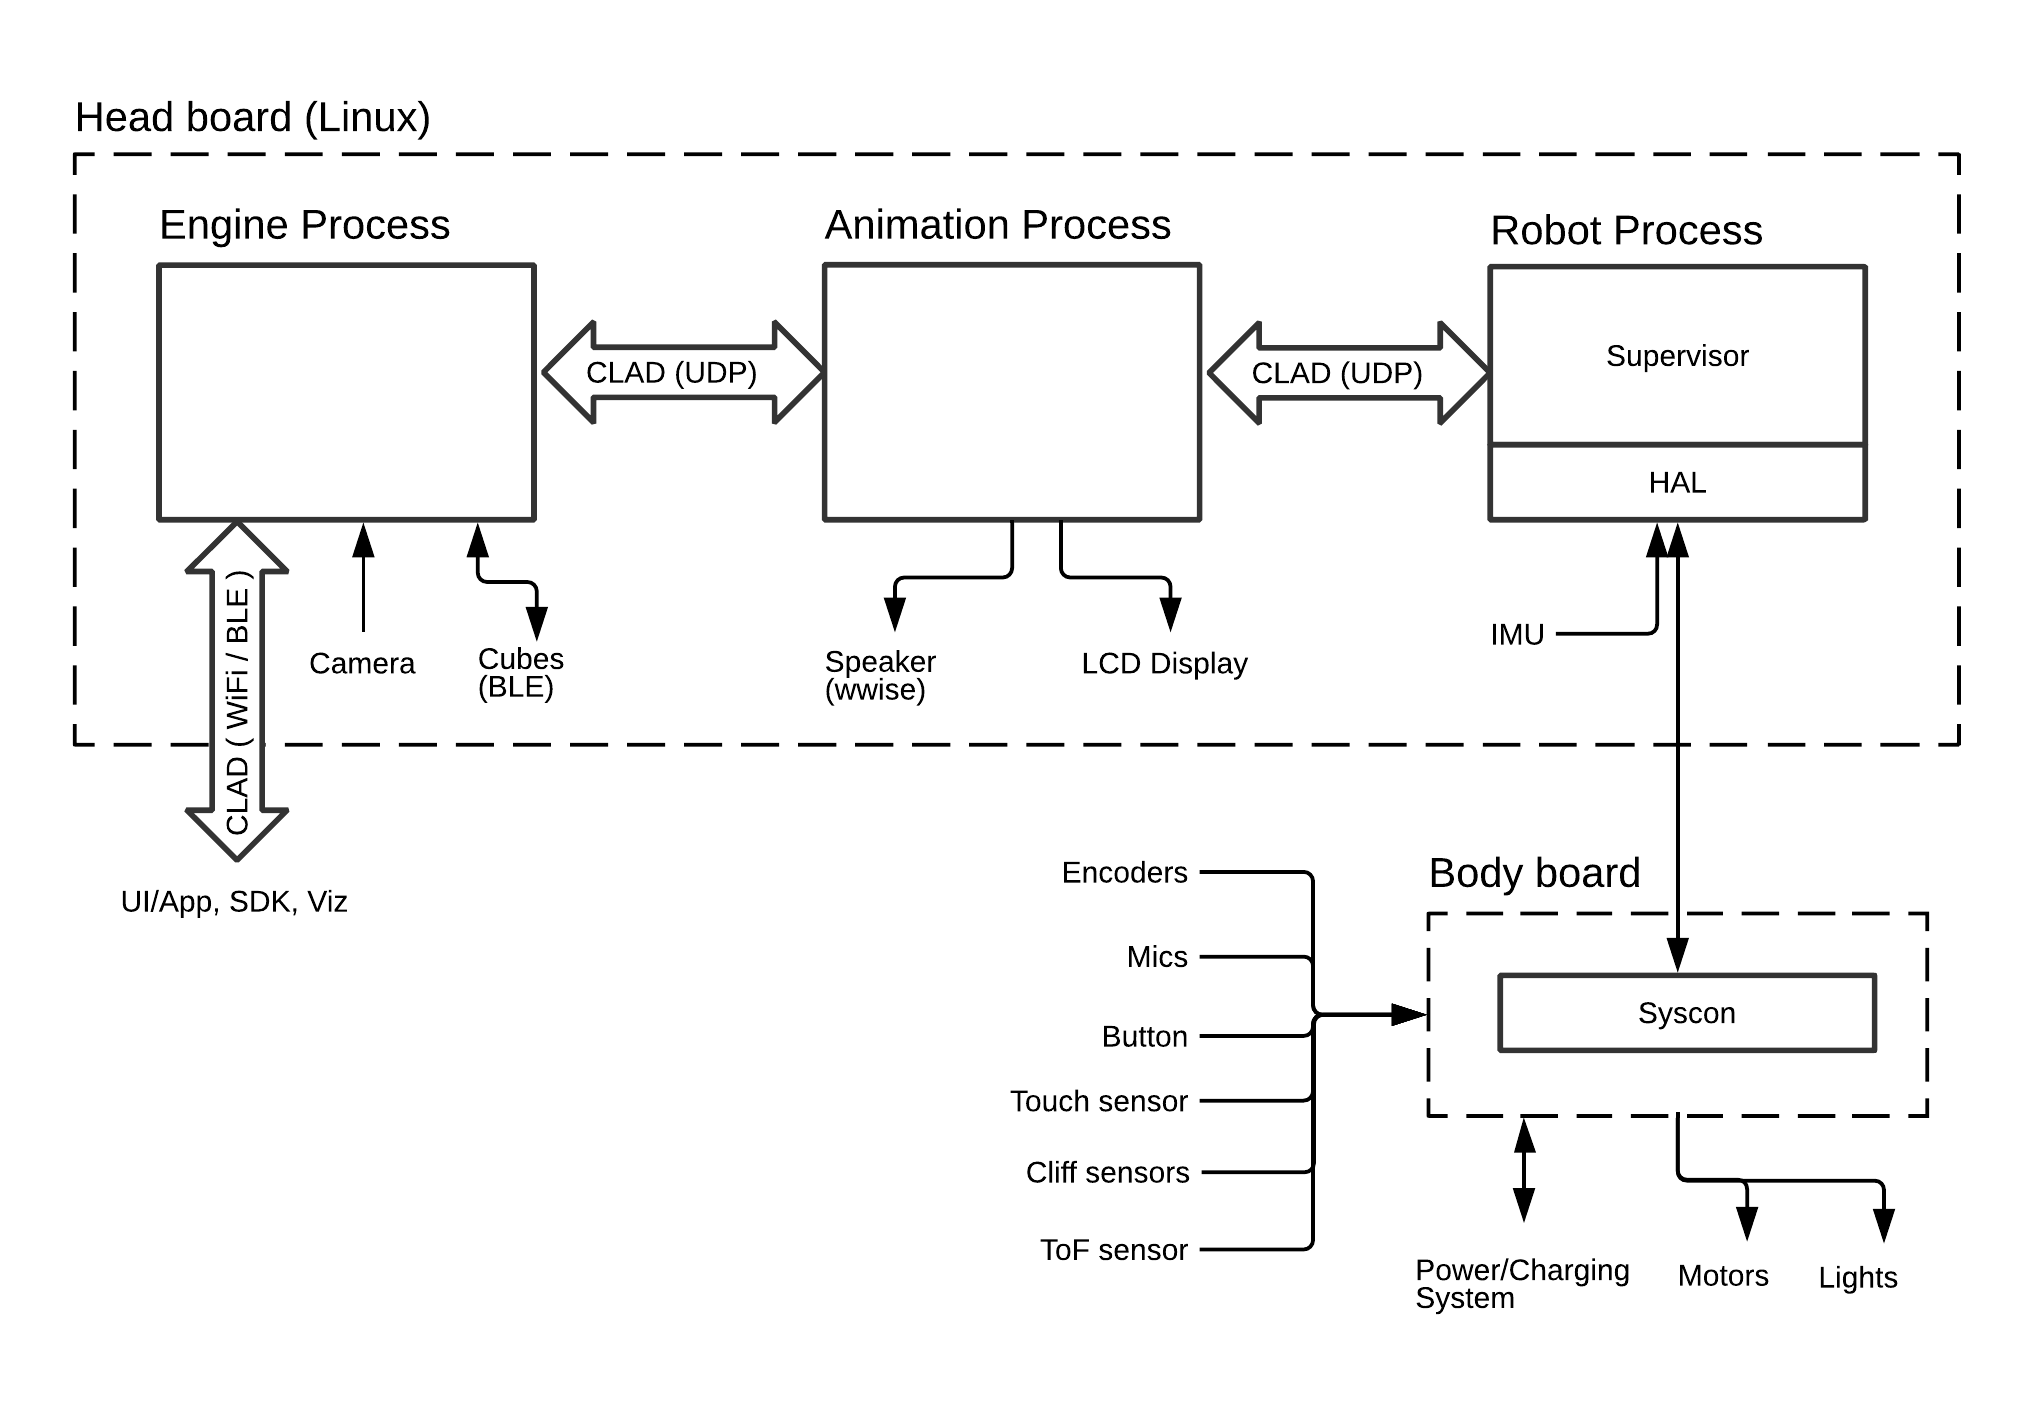 Head board (Linux)
Engine Process
Animation Process
Robot Process
CLAD (UDP)
CLAD (UDP)
Supervisor
HAL
CLAD ( WiFi / BLE )
Camera
Cubes
(BLE)
Speaker
(wwise)
LCD Display
IMU
UI/App, SDK, Viz
Body board
Encoders
Mics
Button
Touch sensor
Cliff sensors
ToF sensor
Syscon
Power/Charging
System
Motors
Lights